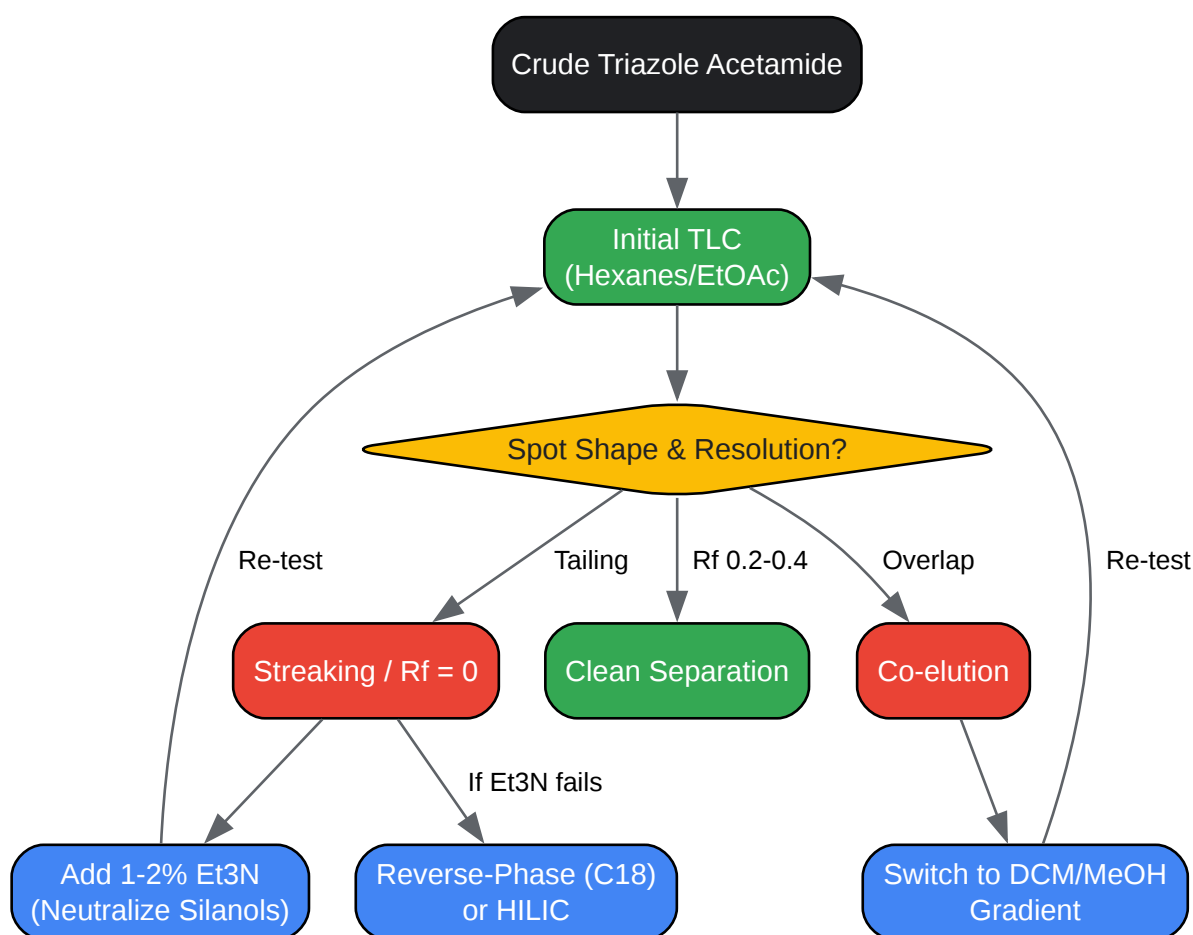 Crude Triazole Acetamide
Initial TLC
(Hexanes/EtOAc)
Spot Shape & Resolution?
Re-test
Tailing
Rf 0.2-0.4
Overlap
Re-test
Streaking / Rf = 0
Clean Separation
Co-elution
If Et3N fails
Add 1-2% Et3N
(Neutralize Silanols)
Reverse-Phase (C18)
or HILIC
Switch to DCM/MeOH
Gradient